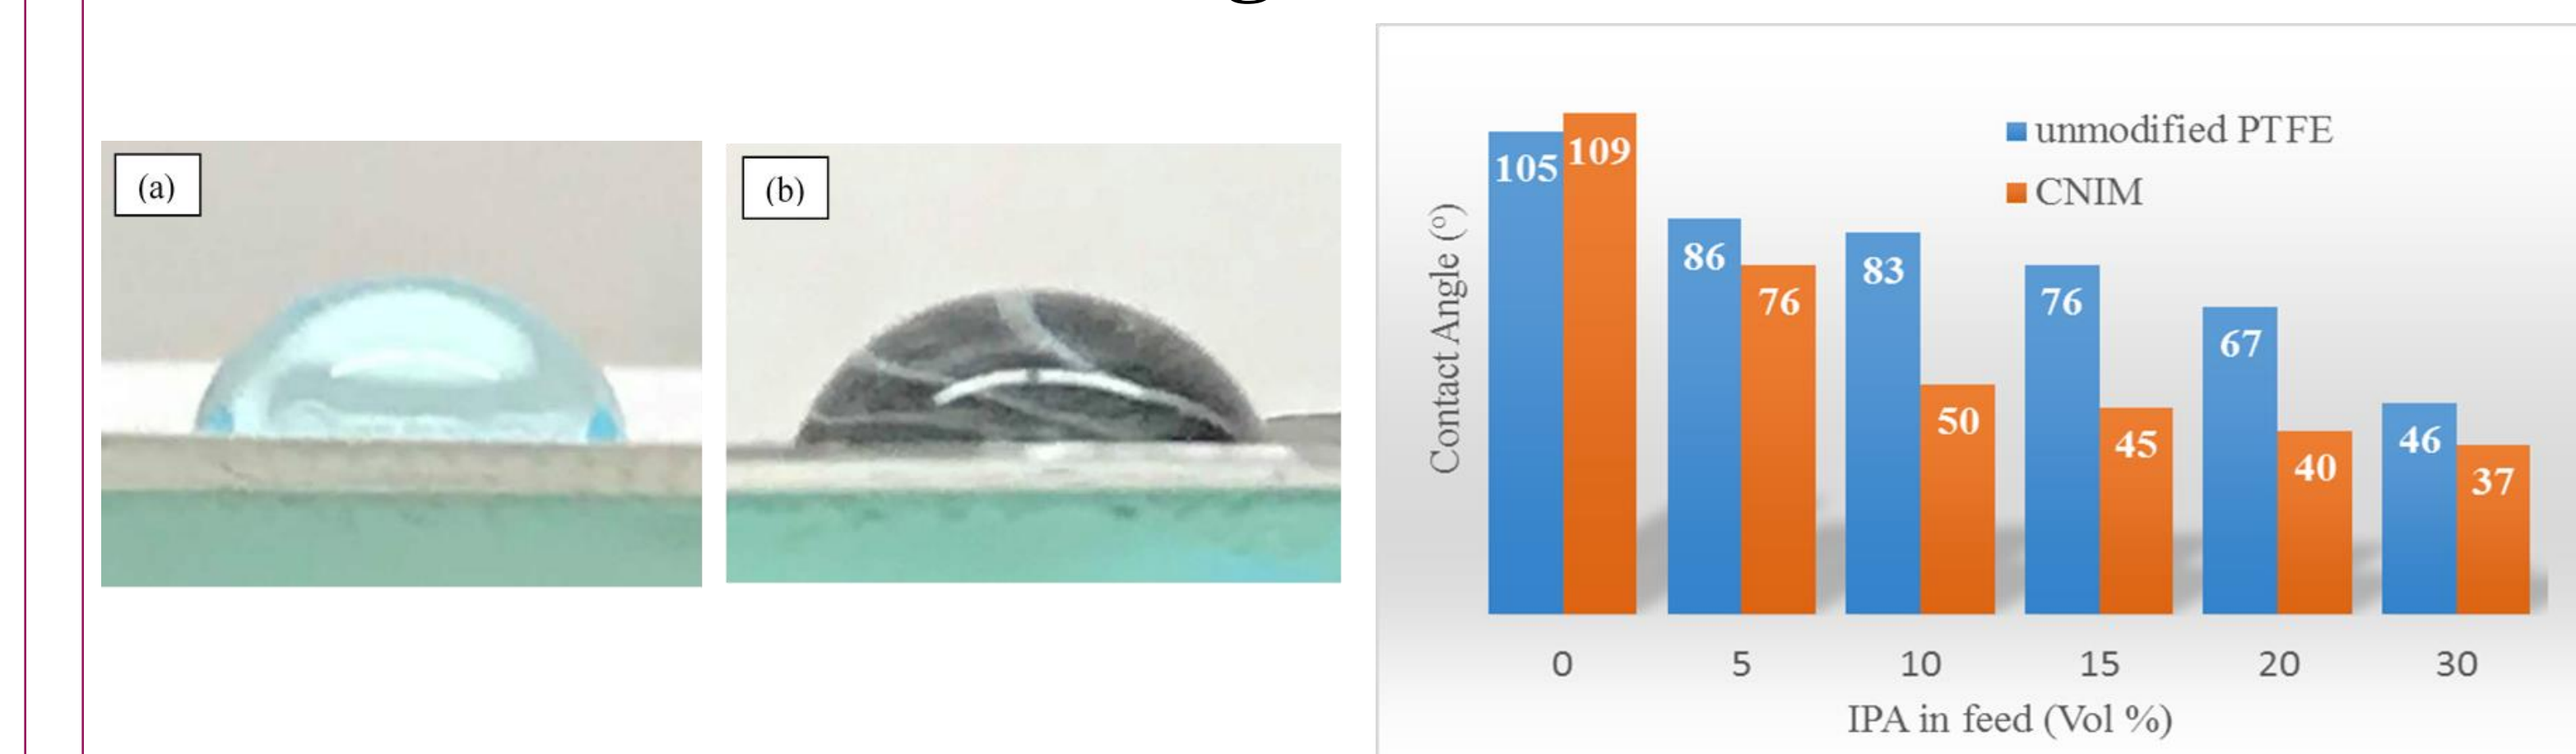 (a)
(b)
unmodified PTFE
CNIM
Contact Angle (º)
105 109
86 76
83 50
76 45
67 40
46 37
0 5 10 15 20 30
IPA in feed (Vol %)